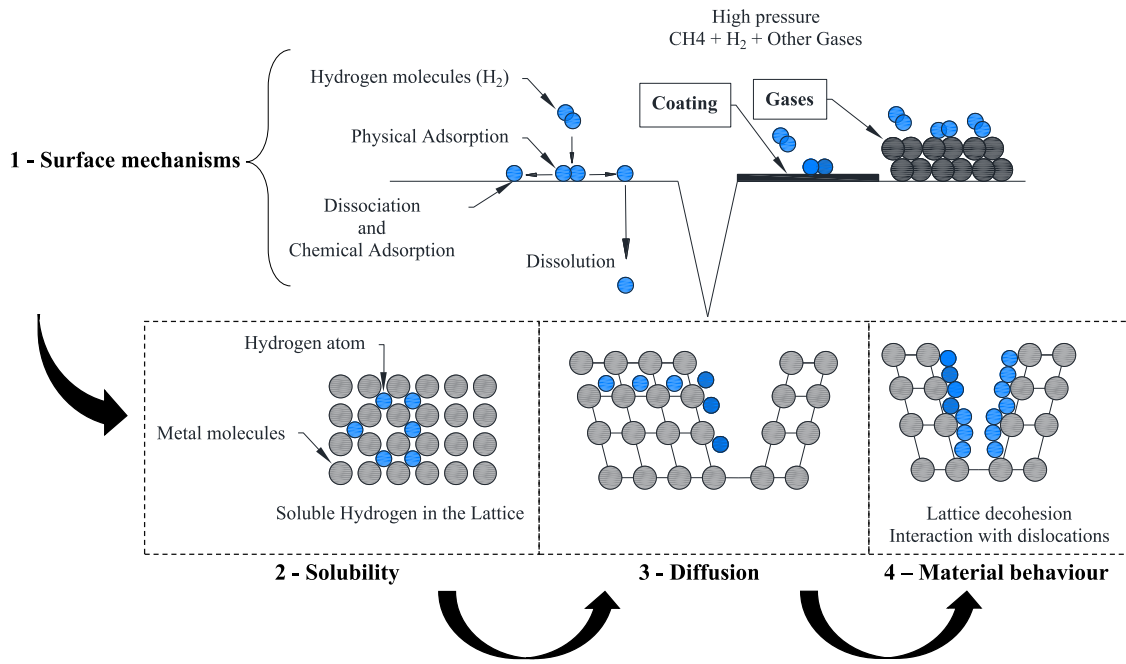 High pressure
CH4 + H₂ + Other Gases
Hydrogen molecules (H₂)
Coating
Gases
Physical Adsorption
1 - Surface mechanisms
Dissociation
and
Chemical Adsorption
Dissolution
Hydrogen atom
Metal molecules
Soluble Hydrogen in the Lattice
Lattice decohesion
Interaction with dislocations
2 - Solubility
3 - Diffusion
4 – Material behaviour